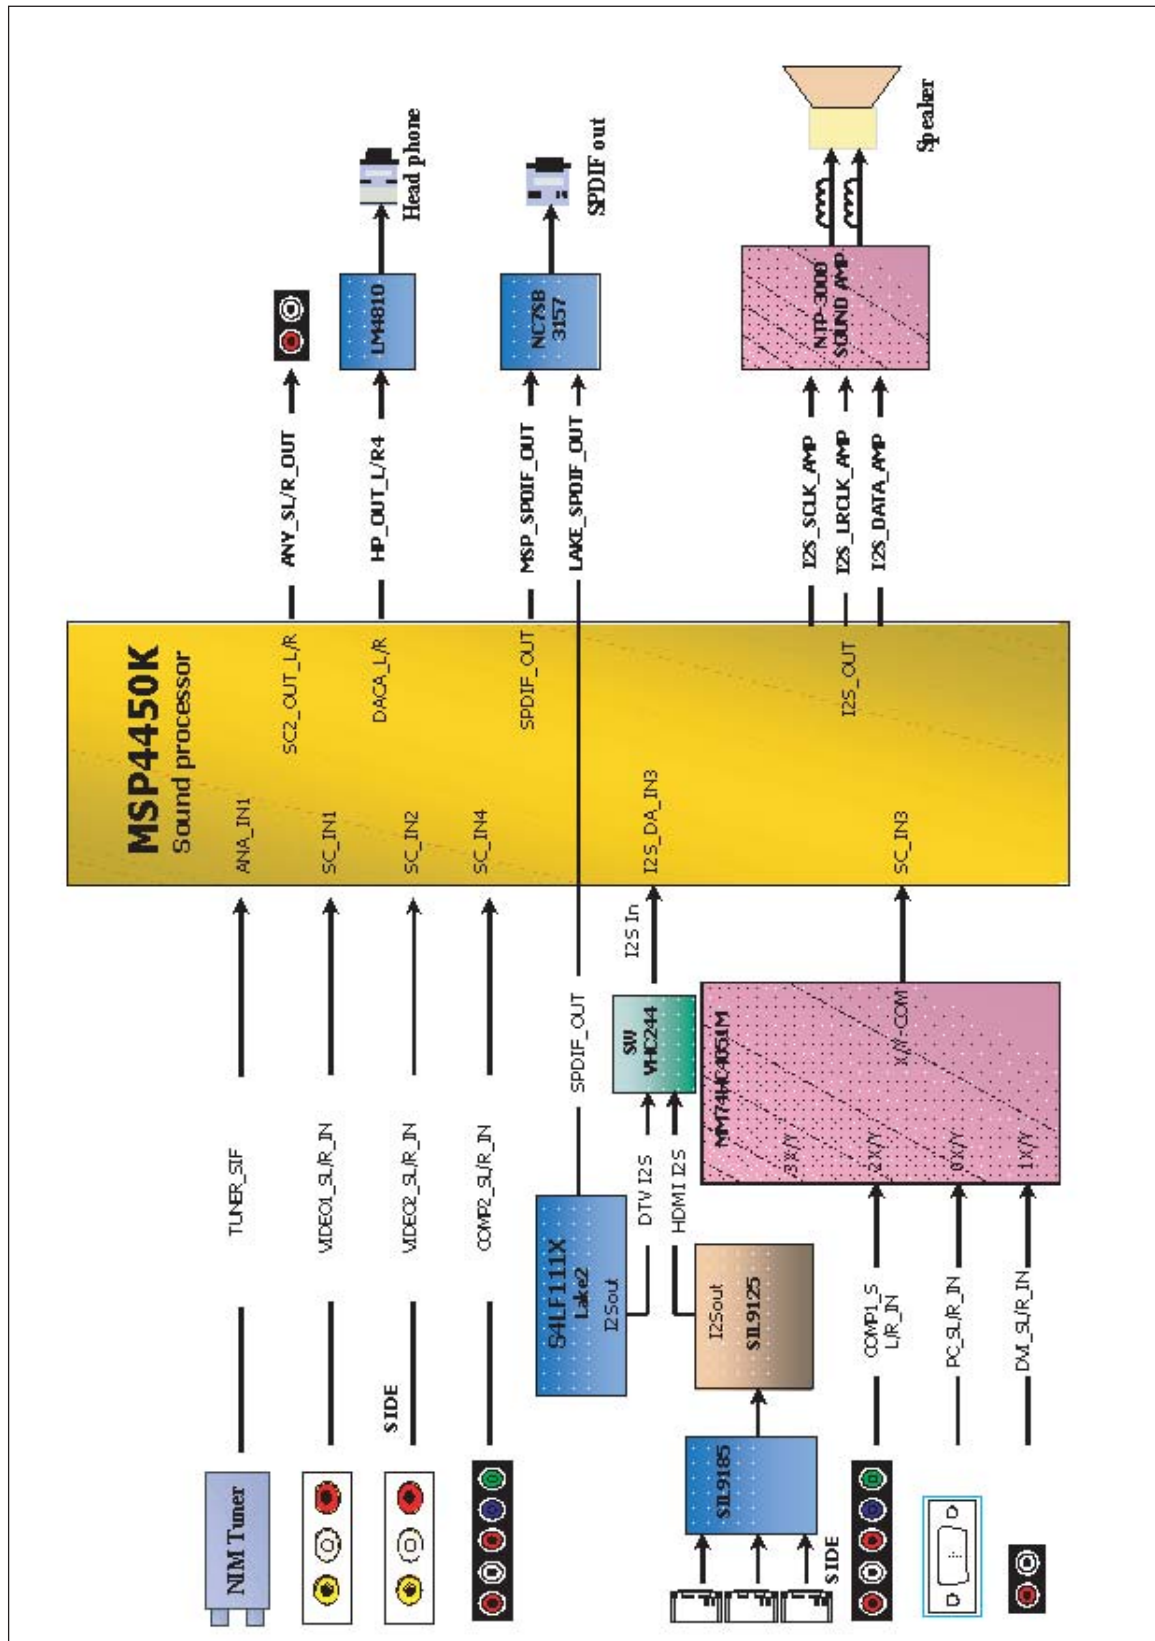 MSP4450K
Sound processor
NIM Tuner
TUNER_SIF
ANA_IN1
VIDEO1_SL/R_IN
SC_IN1
SIDE
VIDEO2_SL/R_IN
SC_IN2
COMP2_SL/R_IN
SC_IN4
SC2_OUT_L/R
ANY_SL/R_OUT
DACA_L/R
HP_OUT_L/R4
LM4810
Head phone
SPDIF_OUT
MSP_SPDIF_OUT
NC7SB
3157
SPDIF out
S4LF111X
Lake2
I2Sout
SPDIF_OUT
LAKE_SPDIF_OUT
DTV I2S
HDMI I2S
SW
VHC244
I2S In
I2S_DA_IN3
SIDE
SIL9185
SIL9125
I2Sout
MM74HC4051M
3X/Y
2X/Y
0X/Y
1X/Y
X/Y-COM
SC_IN3
COMP1_S
L/R_IN
PC_SL/R_IN
DVI_SL/R_IN
I2S_OUT
I2S_SCLK_AMP
I2S_LRCLK_AMP
I2S_DATA_AMP
NTP-3000
SOUND AMP
Speaker